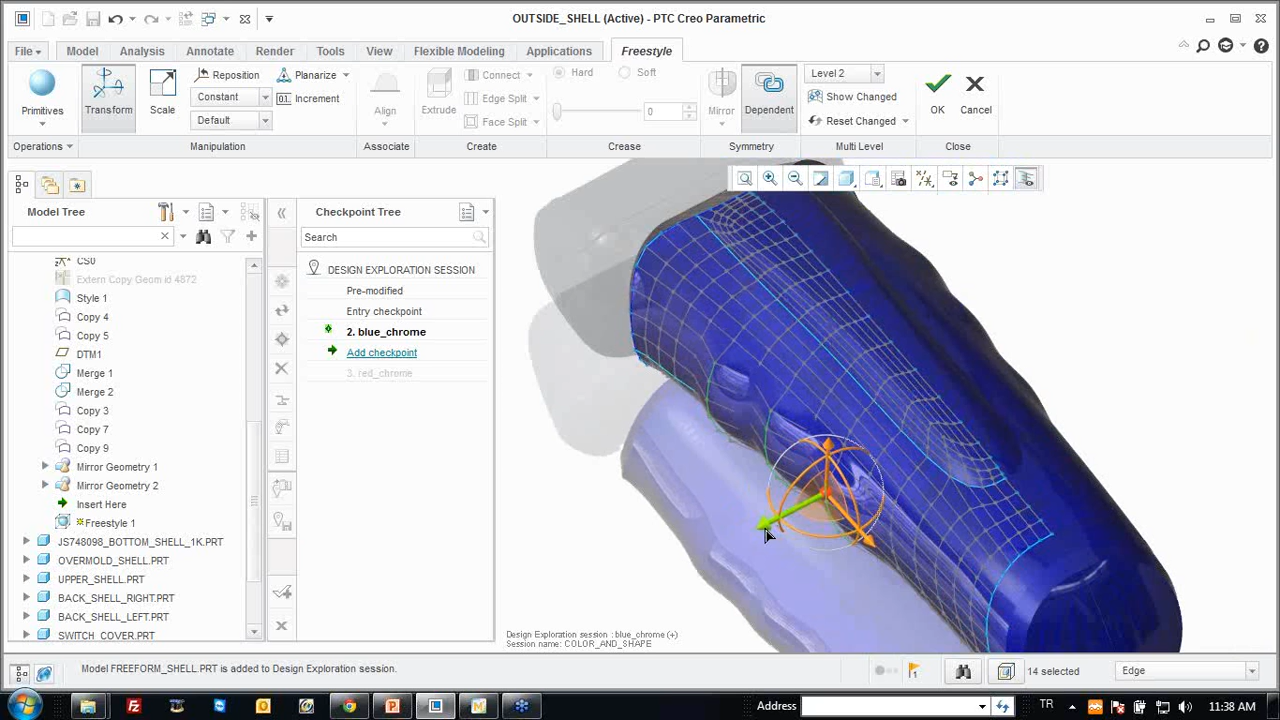 OUTSIDE_SHELL (Active) - PTC Creo Parametric
File Model Analysis Annotate Render Tools View Flexible Modeling Applications Freestyle
Primitives
Transform
Scale
Reposition
Constant
Default
Planarize
Increment
Align
Extrude
Connect
Edge Split
Face Split
Hard Soft
0
Mirror
Dependent
Level 2
Show Changed
Reset Changed
OK
Cancel
Operations Manipulation Associate Create Crease Symmetry Multi Level Close
Model Tree
CS0
Extern Copy Geom id 4872
Style 1
Copy 4
Copy 5
DTM1
Merge 1
Merge 2
Copy 3
Copy 7
Copy 9
Mirror Geometry 1
Mirror Geometry 2
Insert Here
Freestyle 1
JS748098_BOTTOM_SHELL_1K.PRT
OVERMOLD_SHELL.PRT
UPPER_SHELL.PRT
BACK_SHELL_RIGHT.PRT
BACK_SHELL_LEFT.PRT
SWITCH_COVER.PRT
Checkpoint Tree
Search
DESIGN EXPLORATION SESSION
Pre-modified
Entry checkpoint
2. blue_chrome
Add checkpoint
3. red_chrome
Design Exploration session : blue_chrome (+)
Session name: COLOR_AND_SHAPE
Model FREEFORM_SHELL.PRT is added to Design Exploration session.
14 selected
Edge
Address
TR
11:38 AM